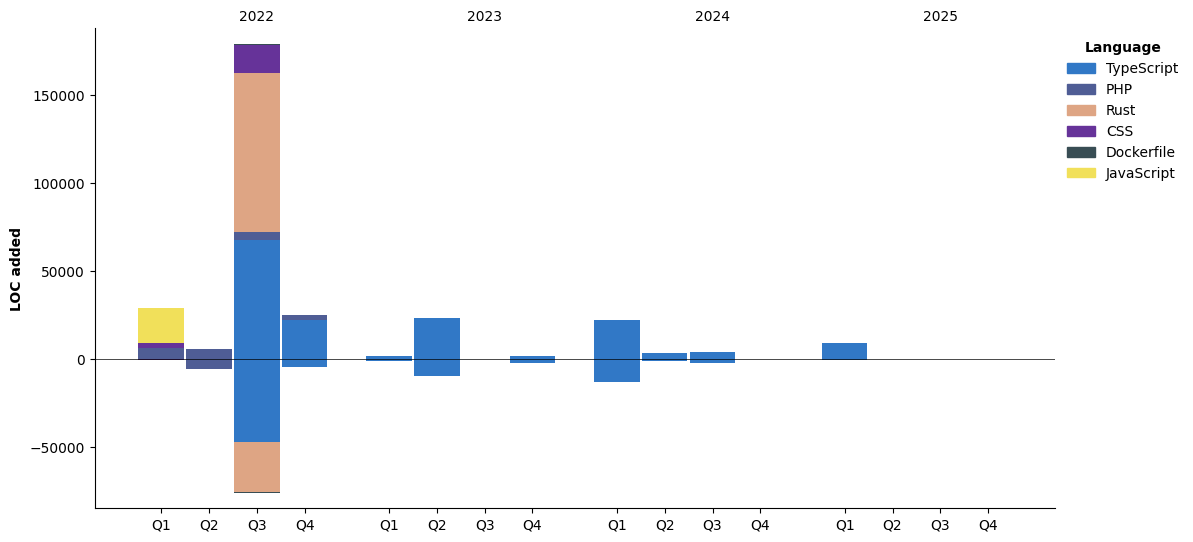 2022 2023 2024 2025
Language
TypeScript
PHP
Rust
CSS
Dockerfile
JavaScript
LOC added
150000
100000
50000
0
−50000
Q1 Q2 Q3 Q4 Q1 Q2 Q3 Q4 Q1 Q2 Q3 Q4 Q1 Q2 Q3 Q4